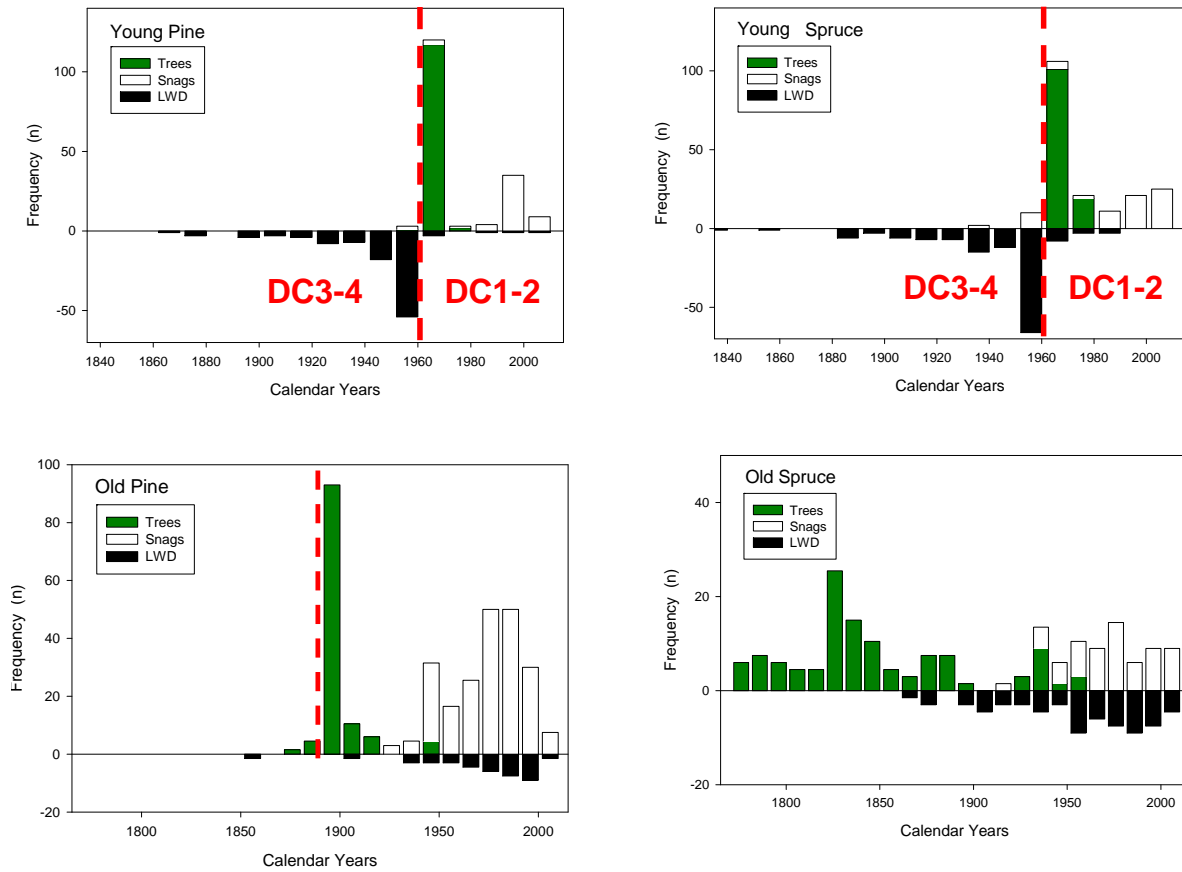 Young Pine
Trees
Snags
LWD
100
50
0
-50
Frequency (n)
DC3-4
DC1-2
1840 1860 1880 1900 1920 1940 1960 1980 2000
Calendar Years
Young Spruce
Trees
Snags
LWD
100
50
0
-50
Frequency (n)
DC3-4
DC1-2
1840 1860 1880 1900 1920 1940 1960 1980 2000
Calendar Years
Old Pine
Trees
Snags
LWD
100
80
60
40
20
0
-20
Frequency (n)
1800 1850 1900 1950 2000
Calendar Years
Old Spruce
Trees
Snags
LWD
40
20
0
-20
Frequency (n)
1800 1850 1900 1950 2000
Calendar Years